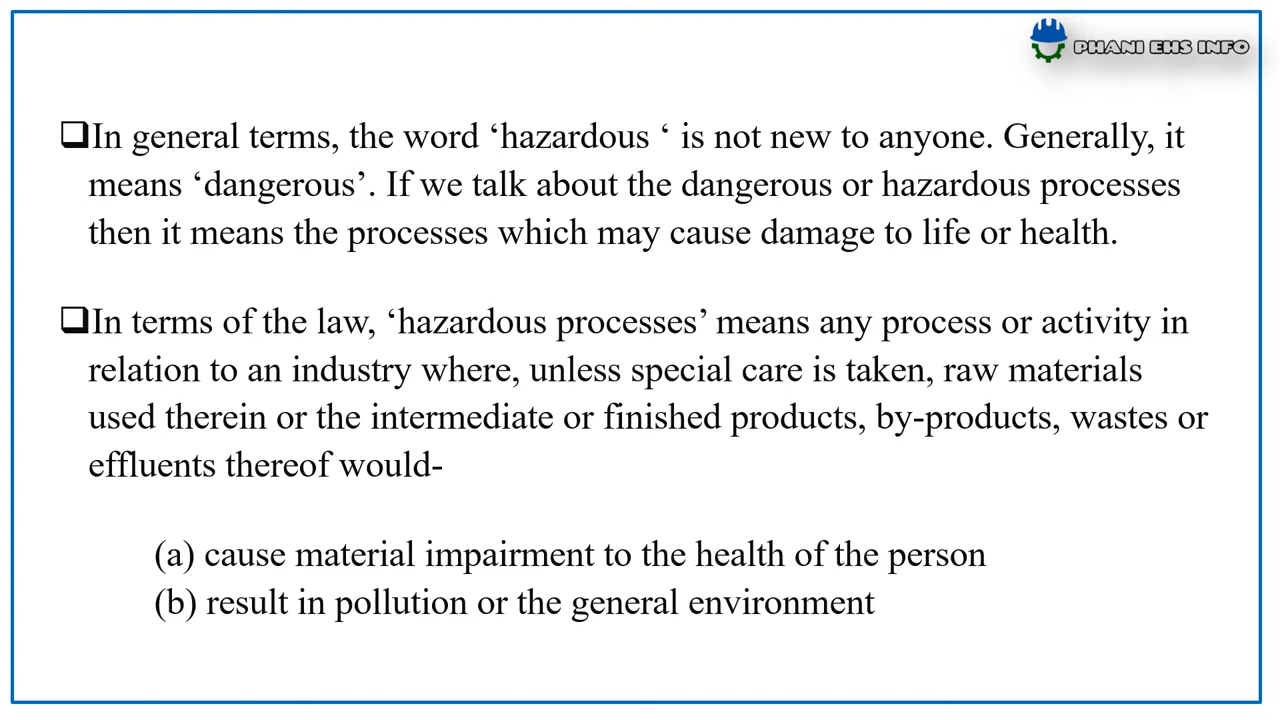 PHANI EHS INFO
❑In general terms, the word ‘hazardous ‘ is not new to anyone. Generally, it
means ‘dangerous’. If we talk about the dangerous or hazardous processes
then it means the processes which may cause damage to life or health.
❑In terms of the law, ‘hazardous processes’ means any process or activity in
relation to an industry where, unless special care is taken, raw materials
used therein or the intermediate or finished products, by-products, wastes or
effluents thereof would-
(a) cause material impairment to the health of the person
(b) result in pollution or the general environment